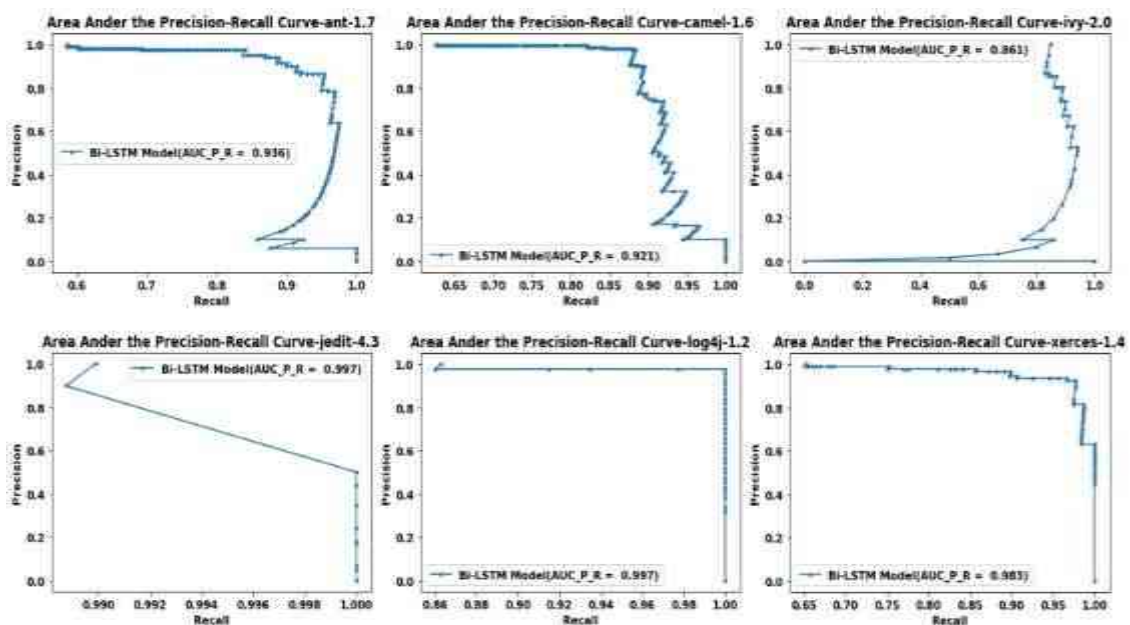 Area Ander the Precision-Recall Curve-ant-1.7
1.0
0.8
0.6
0.4
0.2
0.0
Precision
Bi-LSTM Model(AUC_P_R = 0.936)
0.6 0.7 0.8 0.9 1.0
Recall
Area Ander the Precision-Recall Curve-camel-1.6
1.0
0.8
0.6
0.4
0.2
0.0
Precision
Bi-LSTM Model(AUC_P_R = 0.921)
0.65 0.70 0.75 0.80 0.85 0.90 0.95 1.00
Recall
Area Ander the Precision-Recall Curve-ivy-2.0
Bi-LSTM Model(AUC_P_R = 0.861)
1.0
0.8
0.6
0.4
0.2
0.0
Precision
0.0 0.2 0.4 0.6 0.8 1.0
Recall
Area Ander the Precision-Recall Curve-jedit-4.3
Bi-LSTM Model(AUC_P_R = 0.997)
1.0
0.8
0.6
0.4
0.2
0.0
Precision
0.990 0.992 0.994 0.996 0.998 1.000
Recall
Area Ander the Precision-Recall Curve-log4j-1.2
1.0
0.8
0.6
0.4
0.2
0.0
Precision
Bi-LSTM Model(AUC_P_R = 0.997)
0.86 0.88 0.90 0.92 0.94 0.96 0.98 1.00
Recall
Area Ander the Precision-Recall Curve-xerces-1.4
1.0
0.8
0.6
0.4
0.2
0.0
Precision
Bi-LSTM Model(AUC_P_R = 0.983)
0.65 0.70 0.75 0.80 0.85 0.90 0.95 1.00
Recall